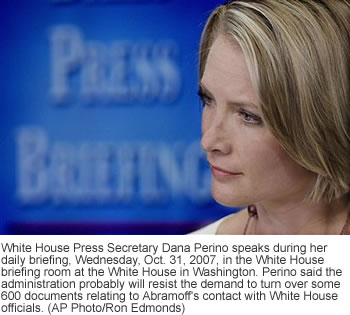 PRESS
BRIEFING
White House Press Secretary Dana Perino speaks during her
daily briefing, Wednesday, Oct. 31, 2007, in the White House
briefing room at the White House in Washington. Perino said the
administration probably will resist the demand to turn over some
600 documents relating to Abramoff's contact with White House
officials. (AP Photo/Ron Edmonds)